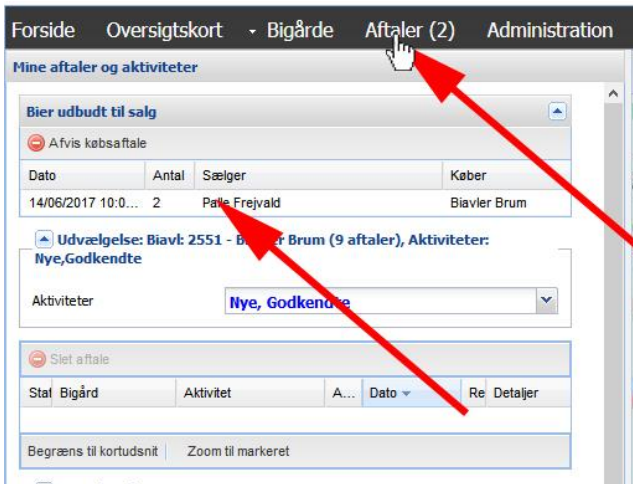 Forside Oversigtskort Bigårde Aftaler (2) Administration
Mine aftaler og aktiviteter
Bier udbudt til salg
Afvis købsaftale
Dato Antal Sælger Køber
14/06/2017 10:0... 2 Palle Frejvald Biavler Brum
Udvælgelse: Biavl: 2551 - Biavler Brum (9 aftaler), Aktiviteter:
Nye,Godkendte
Aktiviteter Nye, Godkendte
Slet aftale
Stat Bigård Aktivitet A... Dato Re Detaljer
Begræns til kortudsnit Zoom til markeret